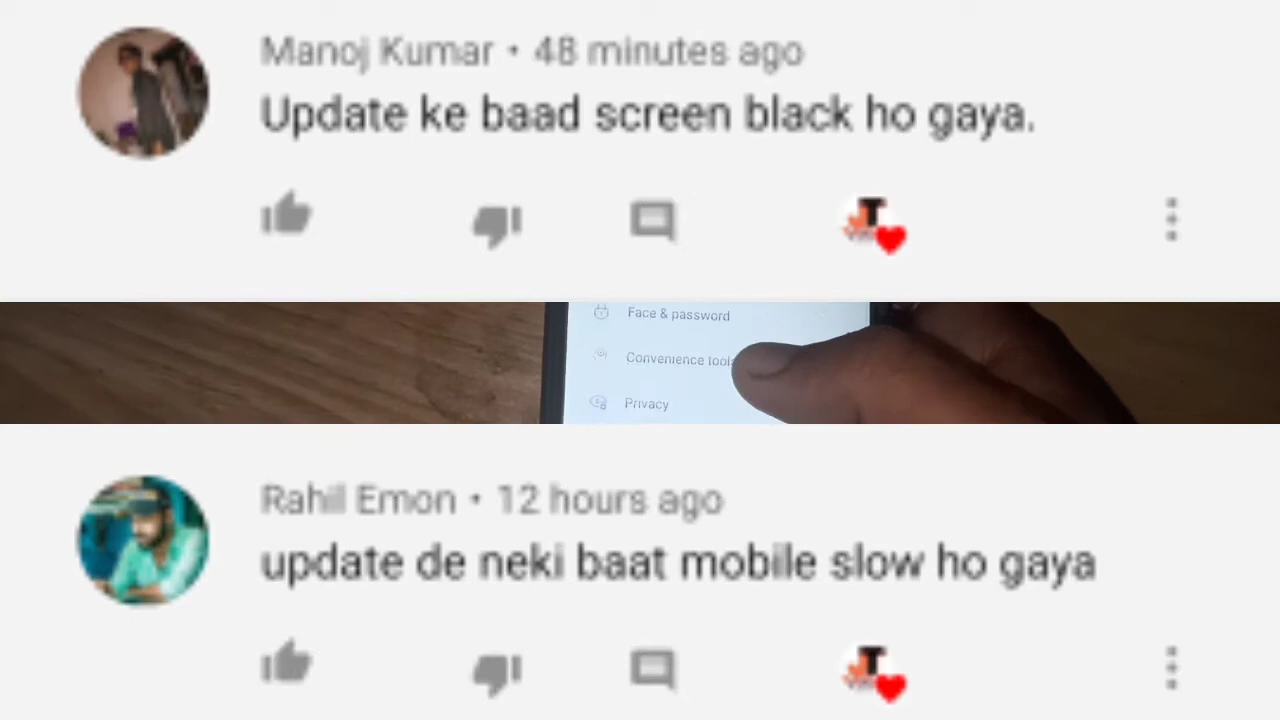 Manoj Kumar • 48 minutes ago
Update ke baad screen black ho gaya.
Face & password
Convenience tools
Privacy
Rahil Emon • 12 hours ago
update de neki baat mobile slow ho gaya